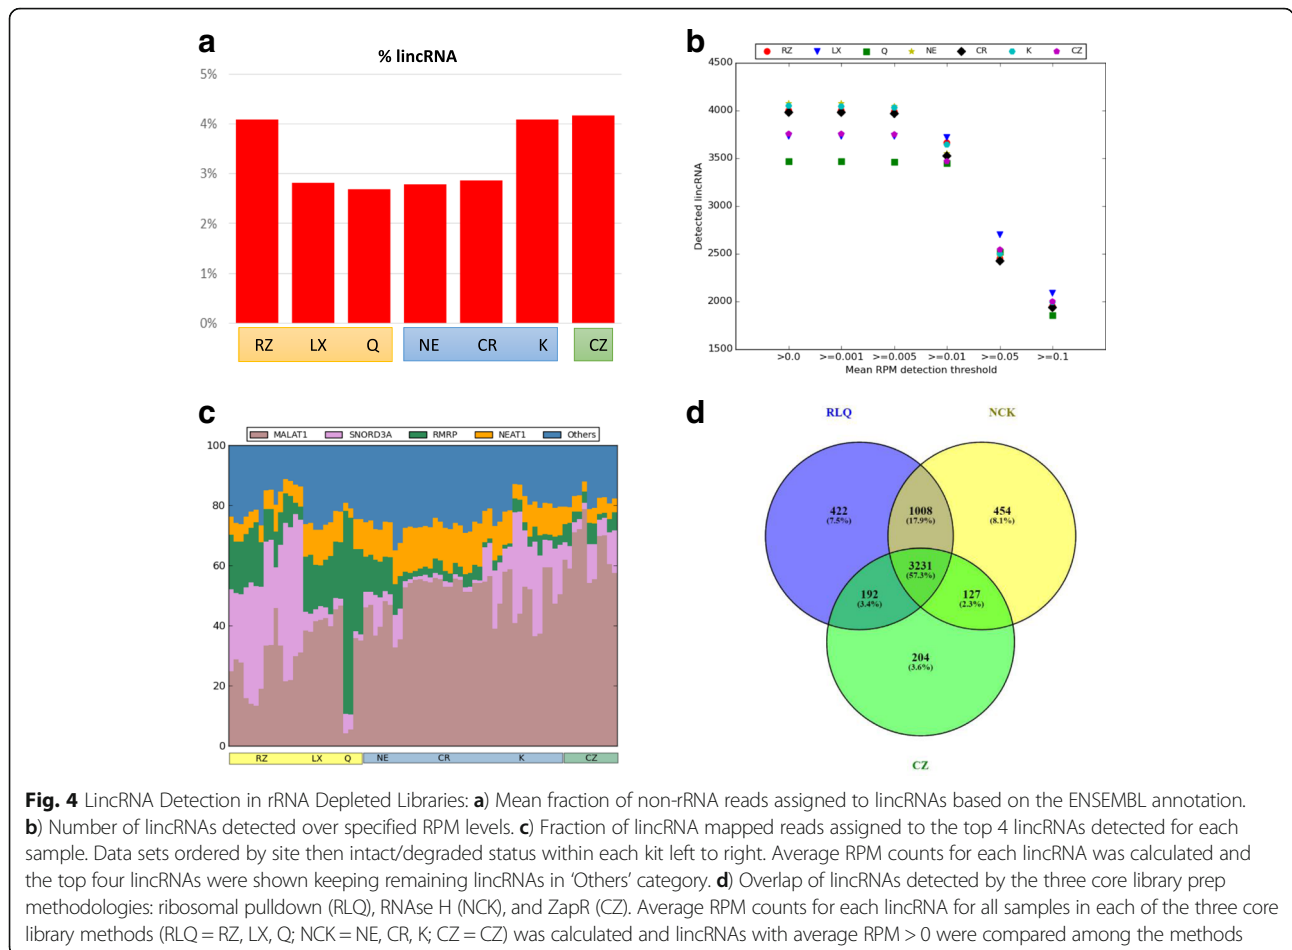 a
% lincRNA
5%
4%
3%
2%
1%
0%
RZ LX Q NE CR K CZ
b
RZ LX Q NE CR K CZ
4500
4000
3500
3000
2500
2000
1500
Detected lincRNA
>0.0 >=0.001 >=0.005 >=0.01 >=0.05 >=0.1
Mean RPM detection threshold
c
MALAT1 SNORD3A RMRP NEAT1 Others
100
80
60
40
20
0
RZ LX Q NE CR K CZ
d
RLQ NCK
422 (7.5%)
1008 (17.9%)
454 (8.1%)
3231 (57.3%)
192 (3.4%)
127 (2.3%)
204 (3.6%)
CZ
Fig. 4 LincRNA Detection in rRNA Depleted Libraries: a) Mean fraction of non-rRNA reads assigned to lincRNAs based on the ENSEMBL annotation.
b) Number of lincRNAs detected over specified RPM levels. c) Fraction of lincRNA mapped reads assigned to the top 4 lincRNAs detected for each
sample. Data sets ordered by site then intact/degraded status within each kit left to right. Average RPM counts for each lincRNA was calculated and
the top four lincRNAs were shown keeping remaining lincRNAs in ‘Others’ category. d) Overlap of lincRNAs detected by the three core library prep
methodologies: ribosomal pulldown (RLQ), RNAse H (NCK), and ZapR (CZ). Average RPM counts for each lincRNA for all samples in each of the three core
library methods (RLQ = RZ, LX, Q; NCK = NE, CR, K; CZ = CZ) was calculated and lincRNAs with average RPM > 0 were compared among the methods